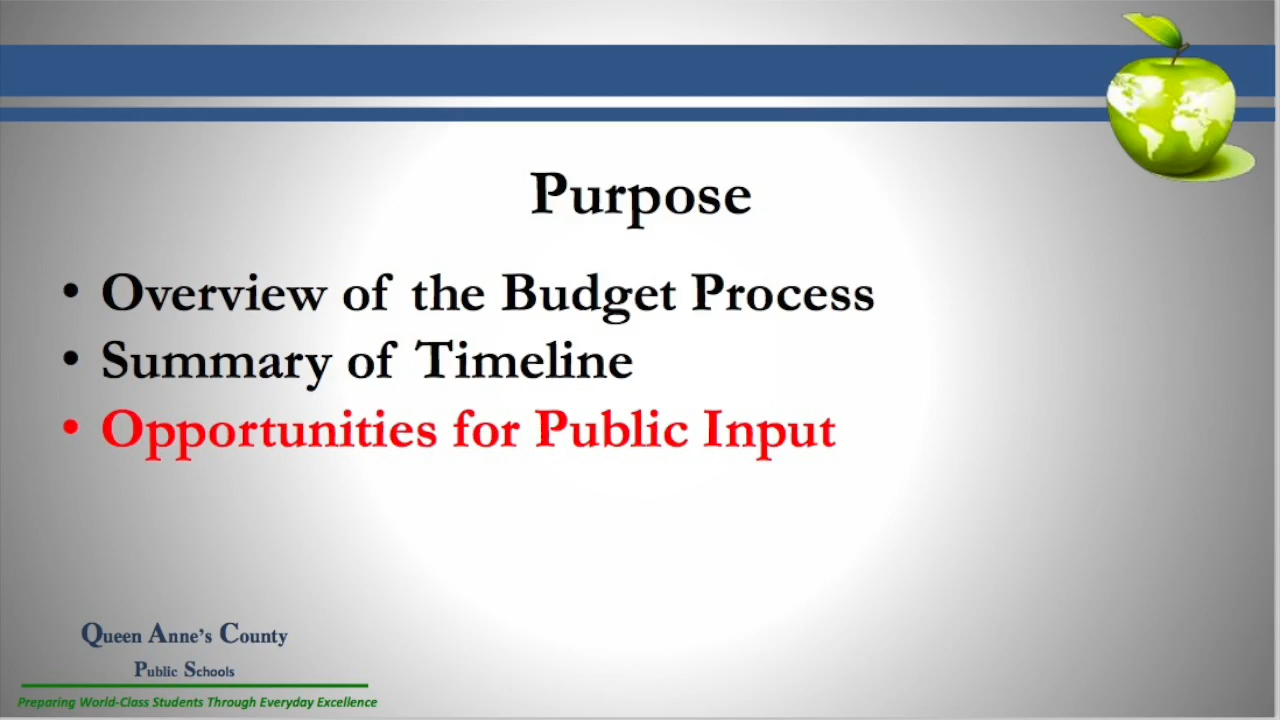 Purpose
• Overview of the Budget Process
• Summary of Timeline
• Opportunities for Public Input
Queen Anne's County
Public Schools
Preparing World-Class Students Through Everyday Excellence